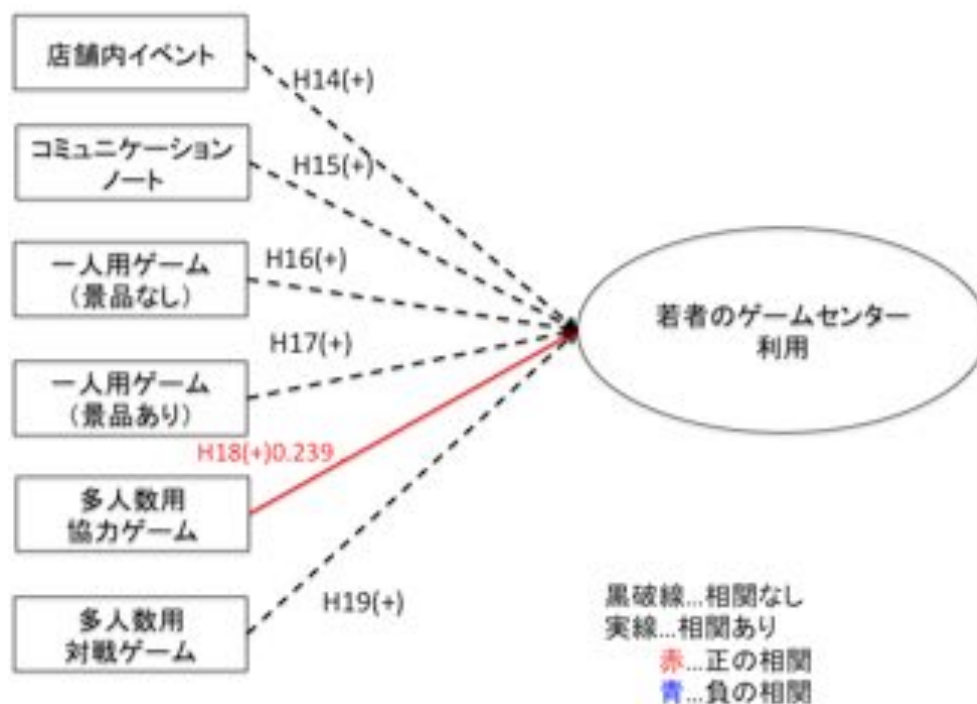 店舗内イベント
H14(+)
コミュニケーション
ノート
H15(+)
一人用ゲーム
(景品なし)
H16(+)
一人用ゲーム
(景品あり)
H17(+)
若者のゲームセンター
利用
H18(+)0.239
多人数用
協力ゲーム
多人数用
対戦ゲーム
H19(+)
黒破線...相関なし
実線...相関あり
赤...正の相関
青...負の相関